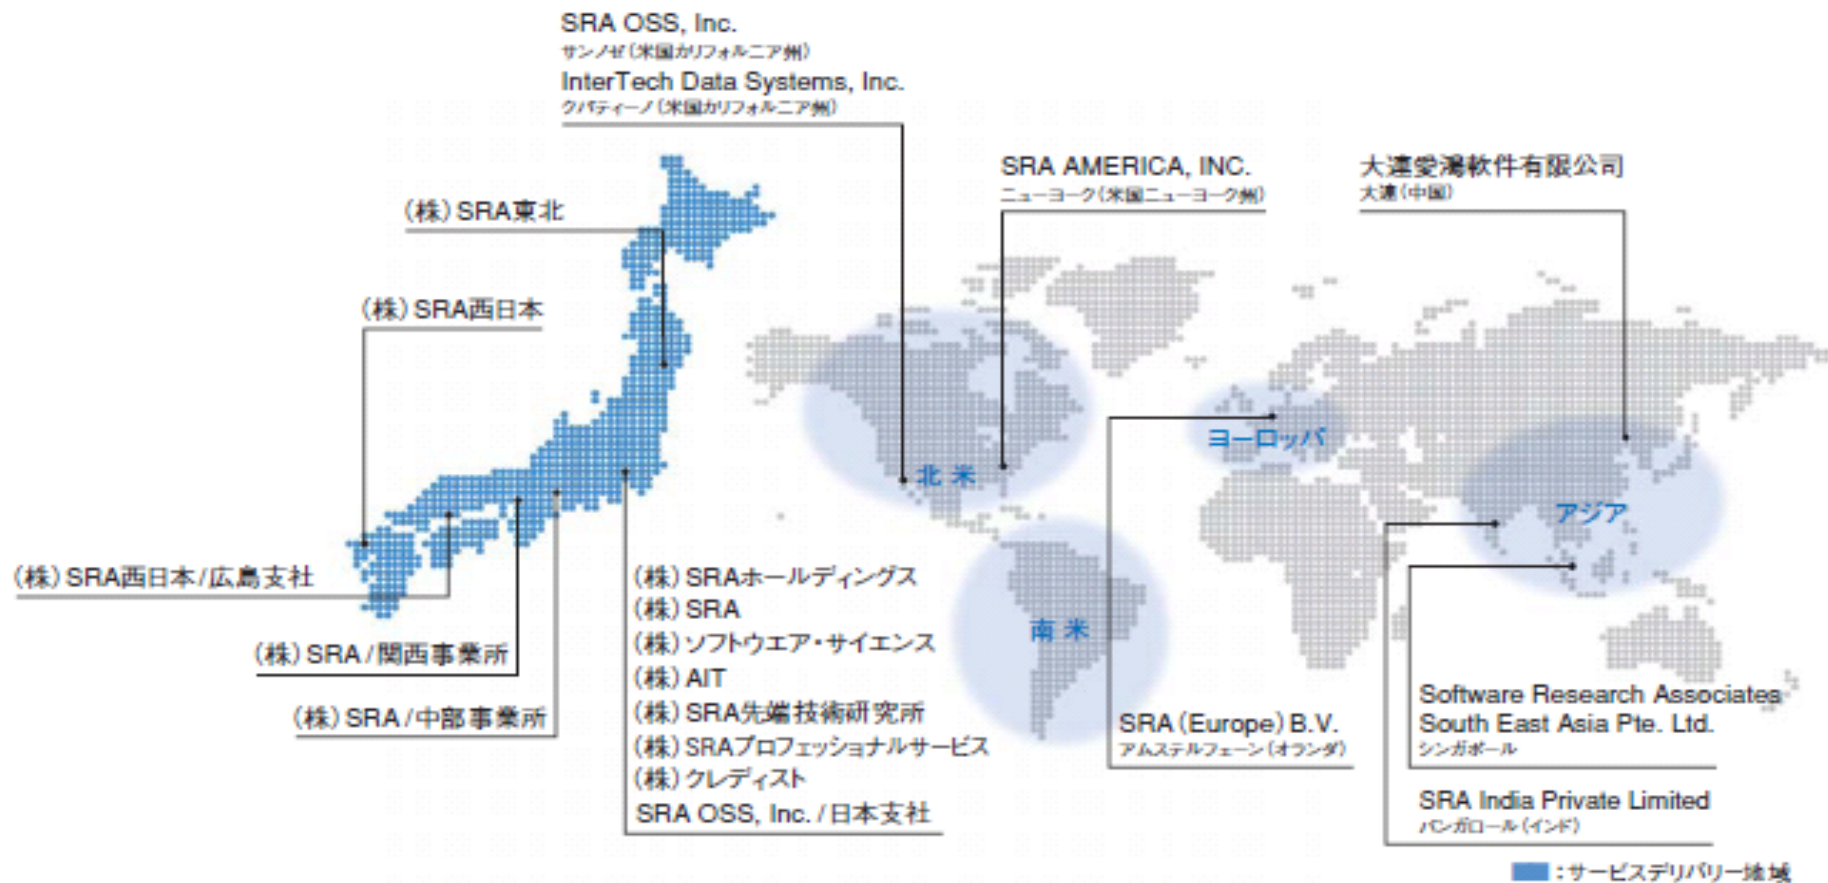 SRA OSS, Inc.
サンノゼ(米国カリフォルニア州)
InterTech Data Systems, Inc.
クパティーノ(米国カリフォルニア州)
SRA AMERICA, INC.
ニューヨーク(米国ニューヨーク州)
大連愛鴻軟件有限公司
大連(中国)
(株)SRA東北
(株)SRA西日本
北米
ヨーロッパ
アジア
南米
(株)SRA西日本/広島支社
(株)SRA/関西事業所
(株)SRA/中部事業所
(株)SRAホールディングス
(株)SRA
(株)ソフトウエア・サイエンス
(株)AIT
(株)SRA先端技術研究所
(株)SRAプロフェッショナルサービス
(株)クレディスト
SRA OSS, Inc./日本支社
SRA(Europe)B.V.
アムステルフェーン(オランダ)
Software Research Associates
South East Asia Pte. Ltd.
シンガポール
SRA India Private Limited
バンガロール(インド)
:サービスデリバリー地域